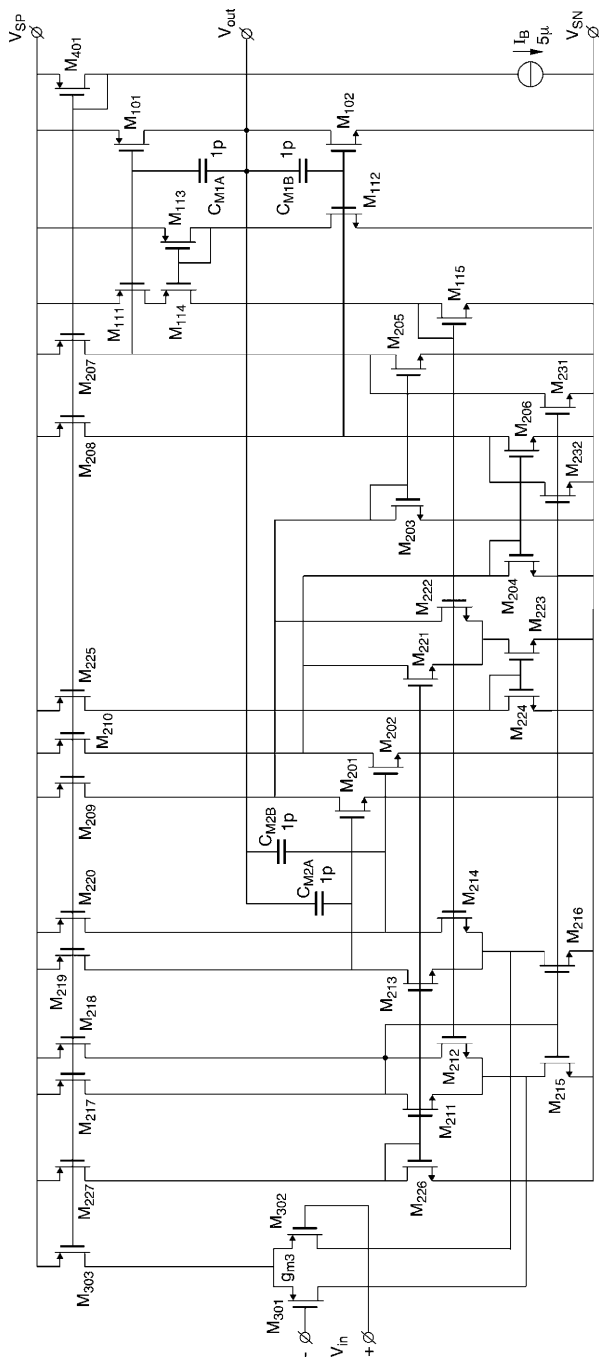 V_SP
V_out
V_SN
M_401
I_B
5μ
M_101
M_102
1p
1p
C_M1A
C_M1B
M_113
M_112
M_111
M_114
M_115
M_207
M_205
M_231
M_208
M_206
M_232
M_203
M_204
M_222
M_223
M_221
M_225
M_224
M_210
M_202
M_201
M_209
C_M2B
1p
C_M2A
1p
M_220
M_214
M_216
M_219
M_213
M_218
M_212
M_215
M_217
M_211
M_227
M_226
M_302
M_303
g_m3
M_301
- V_in +